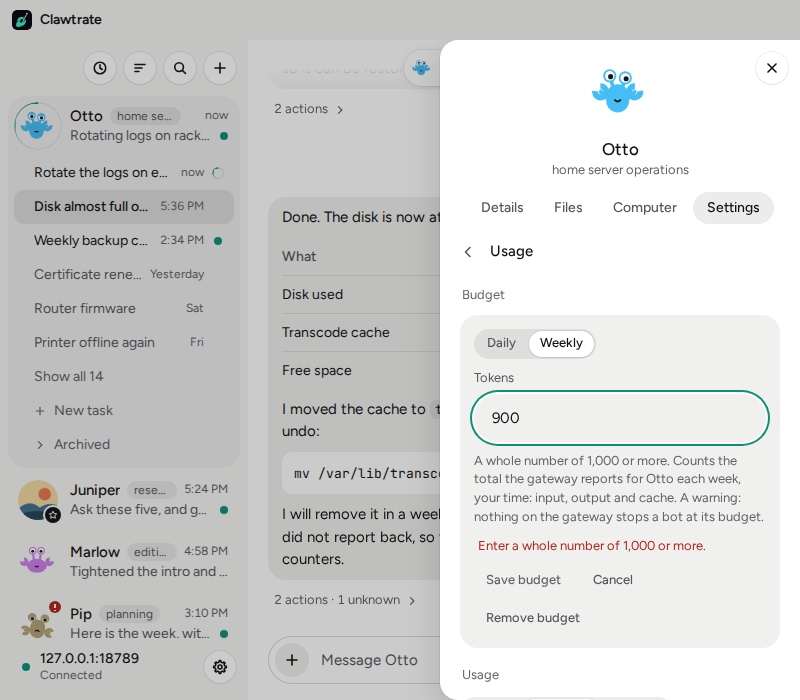 Clawtrate
Otto
home se...
now
Rotating logs on rack...
Rotate the logs on e...
now
Disk almost full o...
5:36 PM
Weekly backup c...
2:34 PM
Certificate rene...
Yesterday
Router firmware
Sat
Printer offline again
Fri
Show all 14
New task
Archived
Juniper
rese...
5:24 PM
Ask these five, and g...
Marlow
editi...
4:58 PM
Tightened the intro and ...
Pip
planning
3:10 PM
Here is the week. wit...
127.0.0.1:18789
Connected
2 actions
Done. The disk is now at
What
Disk used
Transcode cache
Free space
I moved the cache to
undo:
mv /var/lib/transc
I will remove it in a wee
did not report back, so
counters.
2 actions · 1 unknown
Message Otto
Otto
home server operations
Details
Files
Computer
Settings
Usage
Budget
Daily
Weekly
Tokens
900
A whole number of 1,000 or more. Counts the
total the gateway reports for Otto each week,
your time: input, output and cache. A warning:
nothing on the gateway stops a bot at its budget.
Enter a whole number of 1,000 or more.
Save budget
Cancel
Remove budget
Usage